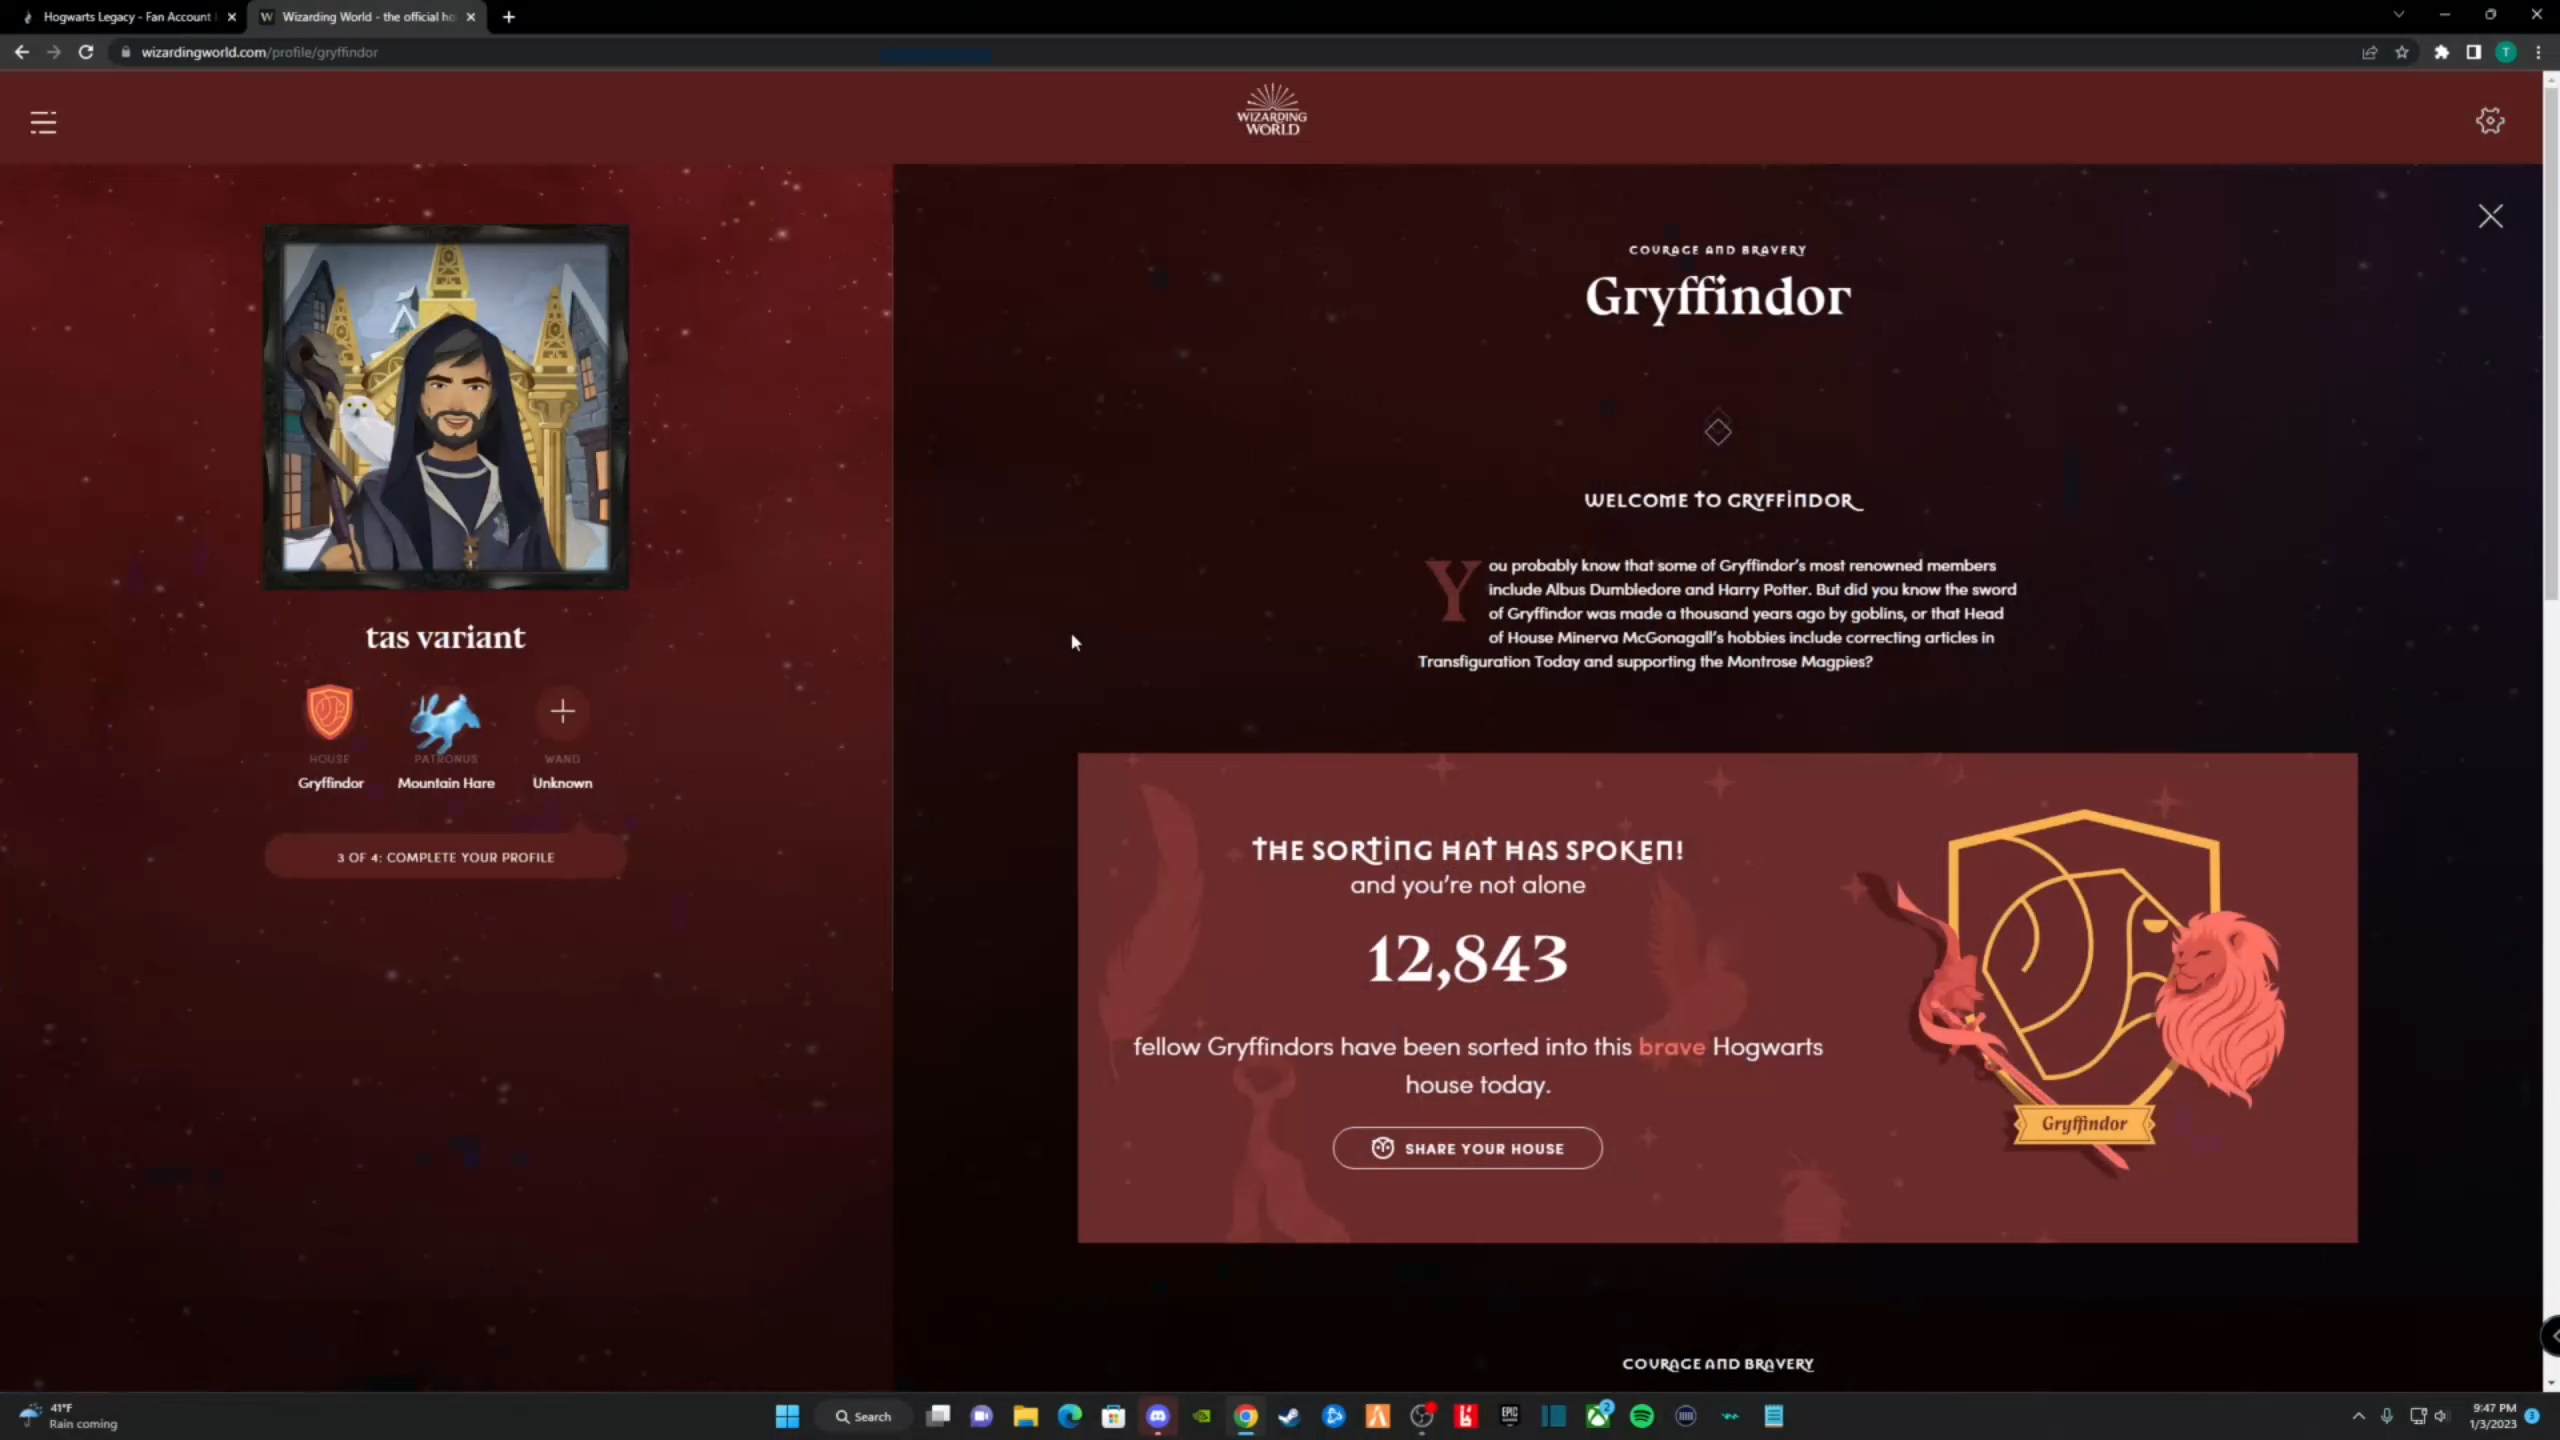 Hogwarts Legacy - Fan Account
Wizarding World - the official ho
wizardingworld.com/profile/gryffindor
T
WIZARDING
WORLD
tas variant
HOUSE
PATRONUS
WAND
Gryffindor
Mountain Hare
Unknown
3 OF 4: COMPLETE YOUR PROFILE
COURAGE AND BRAVERY
Gryffindor
WELCOME TO GRYFFINDOR
You probably know that some of Gryffindor's most renowned members
include Albus Dumbledore and Harry Potter. But did you know the sword
of Gryffindor was made a thousand years ago by goblins, or that Head
of House Minerva McGonagall's hobbies include correcting articles in
Transfiguration Today and supporting the Montrose Magpies?
THE SORTING HAT HAS SPOKEN!
and you're not alone
12,843
fellow Gryffindors have been sorted into this brave Hogwarts
house today.
SHARE YOUR HOUSE
Gryffindor
COURAGE AND BRAVERY
41°F
Rain coming
Search
EPIC
2
9:47 PM
1/3/2023
3